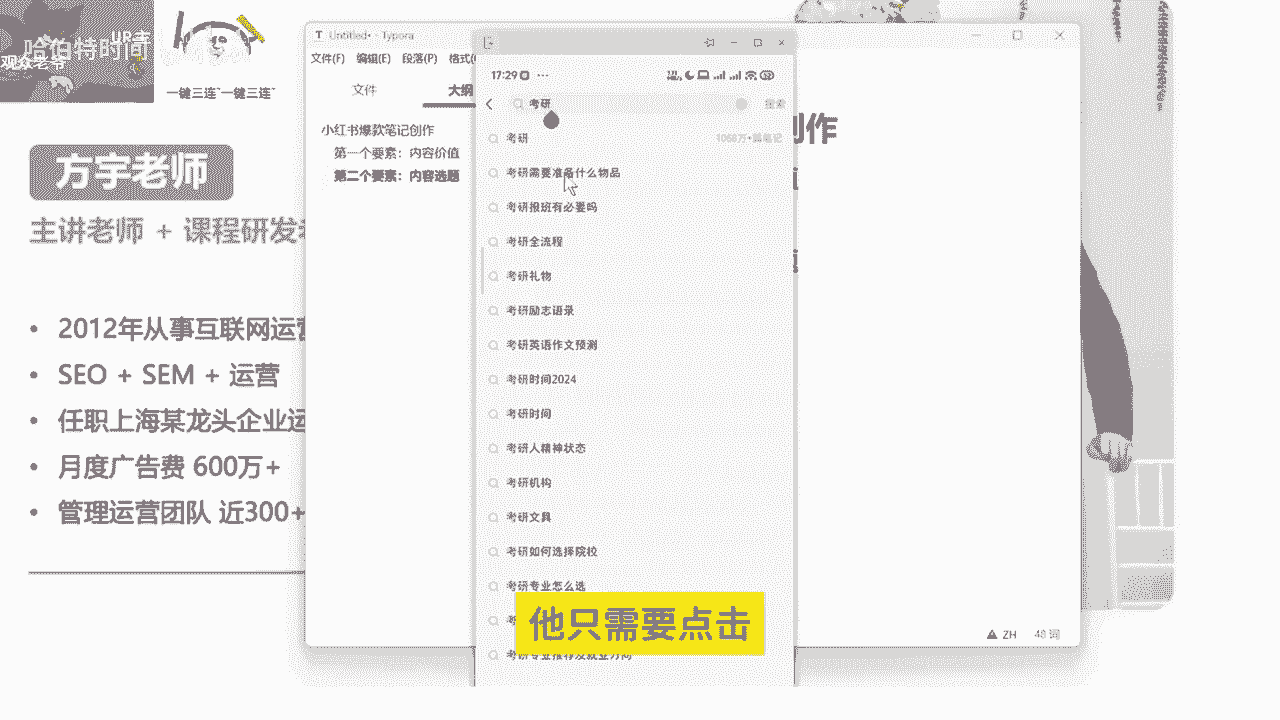 UP主
哈伯特时间
观众老爷
一键三连~一键三连~
方宇老师
主讲老师 + 课程研发
2012年从事互联网运营
SEO + SEM + 运营
任职上海某龙头企业运
月度广告费 600万+
管理运营团队 近300+
Untitled• - Typora
文件(F) 编辑(E) 段落(P) 格式(
文件 大纲
小红书爆款笔记创作
第一个要素：内容价值
第二个要素：内容选题
创作
17:29
考研 搜索
考研 1068万+篇笔记
考研需要准备什么物品
考研报班有必要吗
考研全流程
考研礼物
考研励志语录
考研英语作文预测
考研时间2024
考研时间
考研人精神状态
考研机构
考研文具
考研如何选择院校
考研专业怎么选
他只需要点击
考研专业推荐及就业方向
ZH 48 词